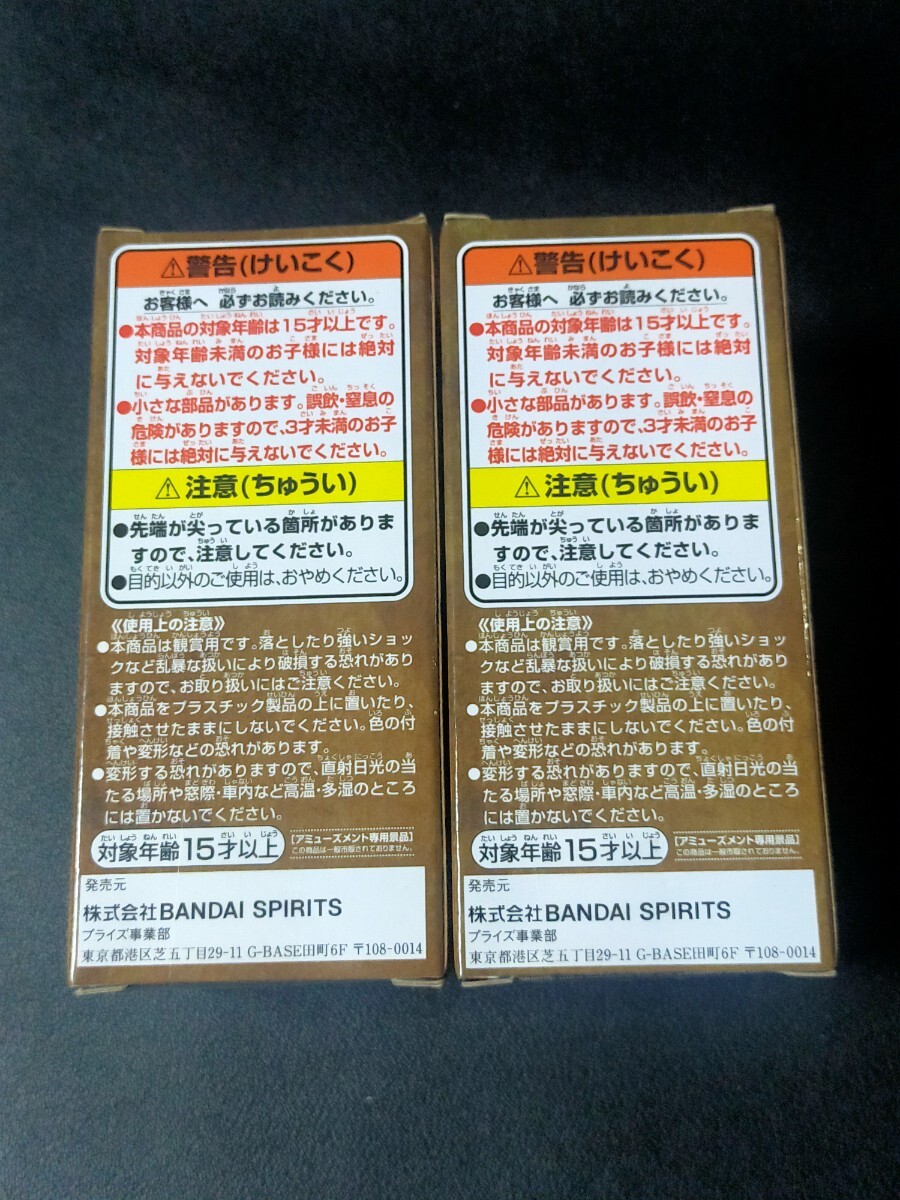 ⚠警告(けいこく)
お客様へ 必ずお読みください。
●本商品の対象年齢は15才以上です。
対象年齢未満のお子様には絶対
に与えないでください。
●小さな部品があります。誤飲・窒息の
危険がありますので、3才未満のお子
様には絶対に与えないでください。
⚠注意(ちゅうい)
●先端が尖っている箇所がありま
すので、注意してください。
●目的以外のご使用は、おやめください。
《使用上の注意》
●本商品は観賞用です。落としたり強いショッ
クなど乱暴な扱いにより破損する恐れがあり
ますので、お取り扱いにはご注意ください。
●本商品をプラスチック製品の上に置いたり、
接触させたままにしないでください。色の付
着や変形などの恐れがあります。
●変形する恐れがありますので、直射日光の当
たる場所や窓際・車内など高温・多湿のところ
には置かないでください。
対象年齢15才以上
[アミューズメント専用景品]
この商品は一般市販されておりません。
発売元
株式会社BANDAI SPIRITS
プライズ事業部
東京都港区芝五丁目29-11 G-BASE田町6F 〒108-0014
⚠警告(けいこく)
お客様へ 必ずお読みください。
●本商品の対象年齢は15才以上です。
対象年齢未満のお子様には絶対
に与えないでください。
●小さな部品があります。誤飲・窒息の
危険がありますので、3才未満のお子
様には絶対に与えないでください。
⚠注意(ちゅうい)
●先端が尖っている箇所がありま
すので、注意してください。
●目的以外のご使用は、おやめください。
《使用上の注意》
●本商品は観賞用です。落としたり強いショッ
クなど乱暴な扱いにより破損する恐れがあり
ますので、お取り扱いにはご注意ください。
●本商品をプラスチック製品の上に置いたり、
接触させたままにしないでください。色の付
着や変形などの恐れがあります。
●変形する恐れがありますので、直射日光の当
たる場所や窓際・車内など高温・多湿のところ
には置かないでください。
対象年齢15才以上
[アミューズメント専用景品]
この商品は一般市販されておりません。
発売元
株式会社BANDAI SPIRITS
プライズ事業部
東京都港区芝五丁目29-11 G-BASE田町6F 〒108-0014